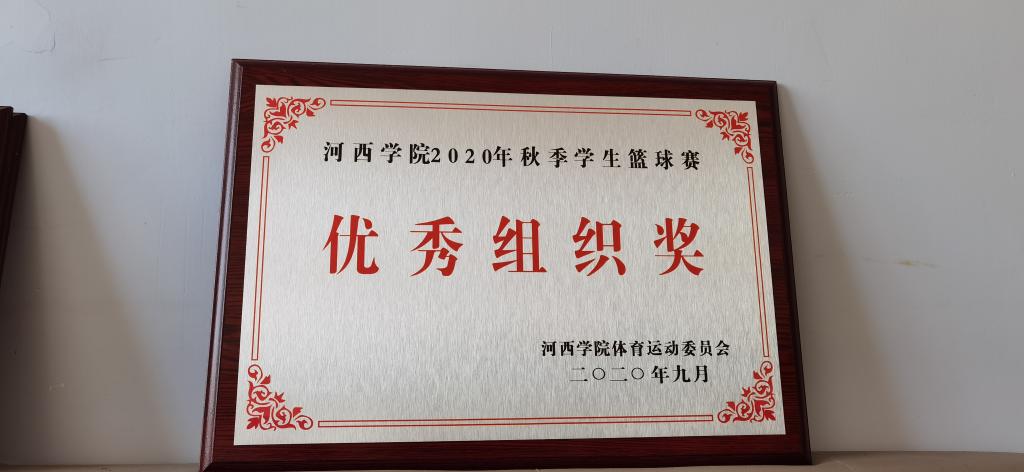 河西学院2020年秋季学生篮球赛
优秀组织奖
河西学院体育运动委员会
二〇二〇年九月